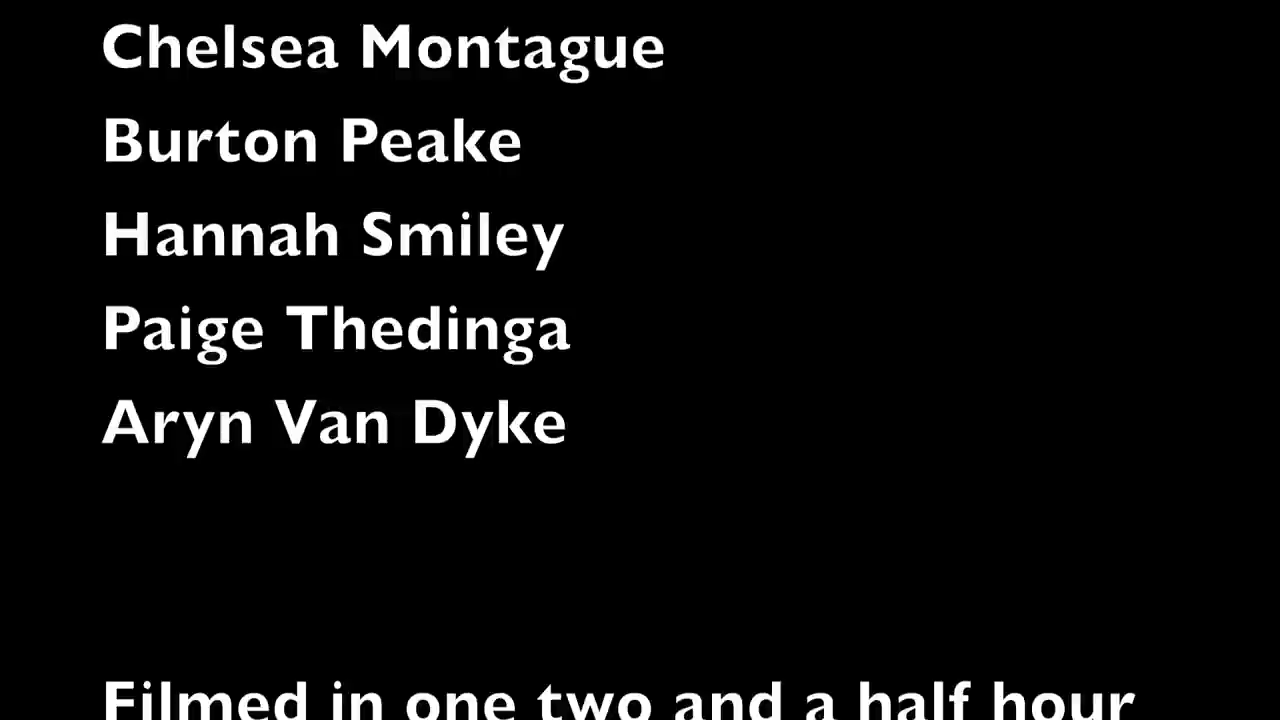 Chelsea Montague
Burton Peake
Hannah Smiley
Paige Thedinga
Aryn Van Dyke
Filmed in one two and a half hour